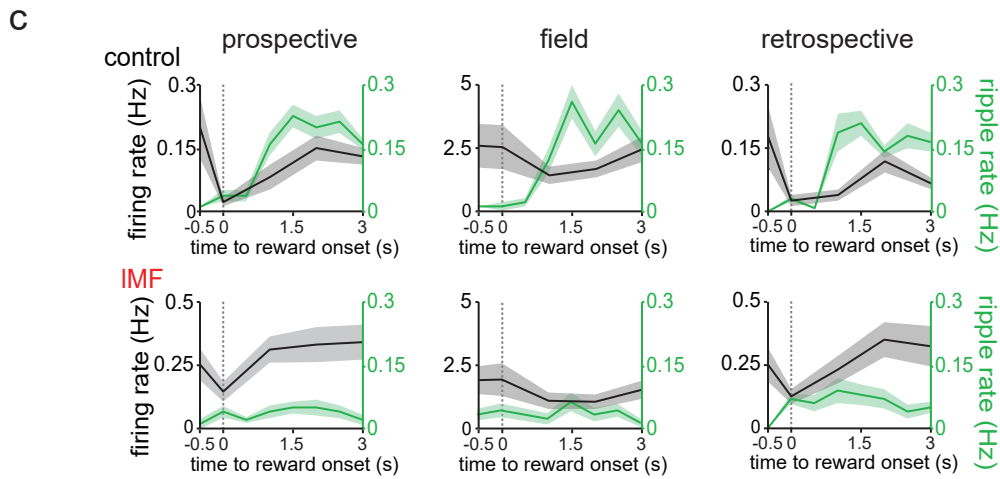 C
prospective
field
retrospective
control
firing rate (Hz)
0.3
0.15
0
-0.5 0 1.5 3
time to reward onset (s)
0.3
0.15
0
5
2.5
0
-0.5 0 1.5 3
time to reward onset (s)
0.3
0.15
0
0.3
0.15
0
-0.5 0 1.5 3
time to reward onset (s)
0.3
0.15
0
ripple rate (Hz)
IMF
firing rate (Hz)
0.5
0.25
0
-0.5 0 1.5 3
time to reward onset (s)
0.3
0.15
0
5
2.5
0
-0.5 0 1.5 3
time to reward onset (s)
0.3
0.15
0
0.5
0.25
0
-0.5 0 1.5 3
time to reward onset (s)
0.3
0.15
0
ripple rate (Hz)